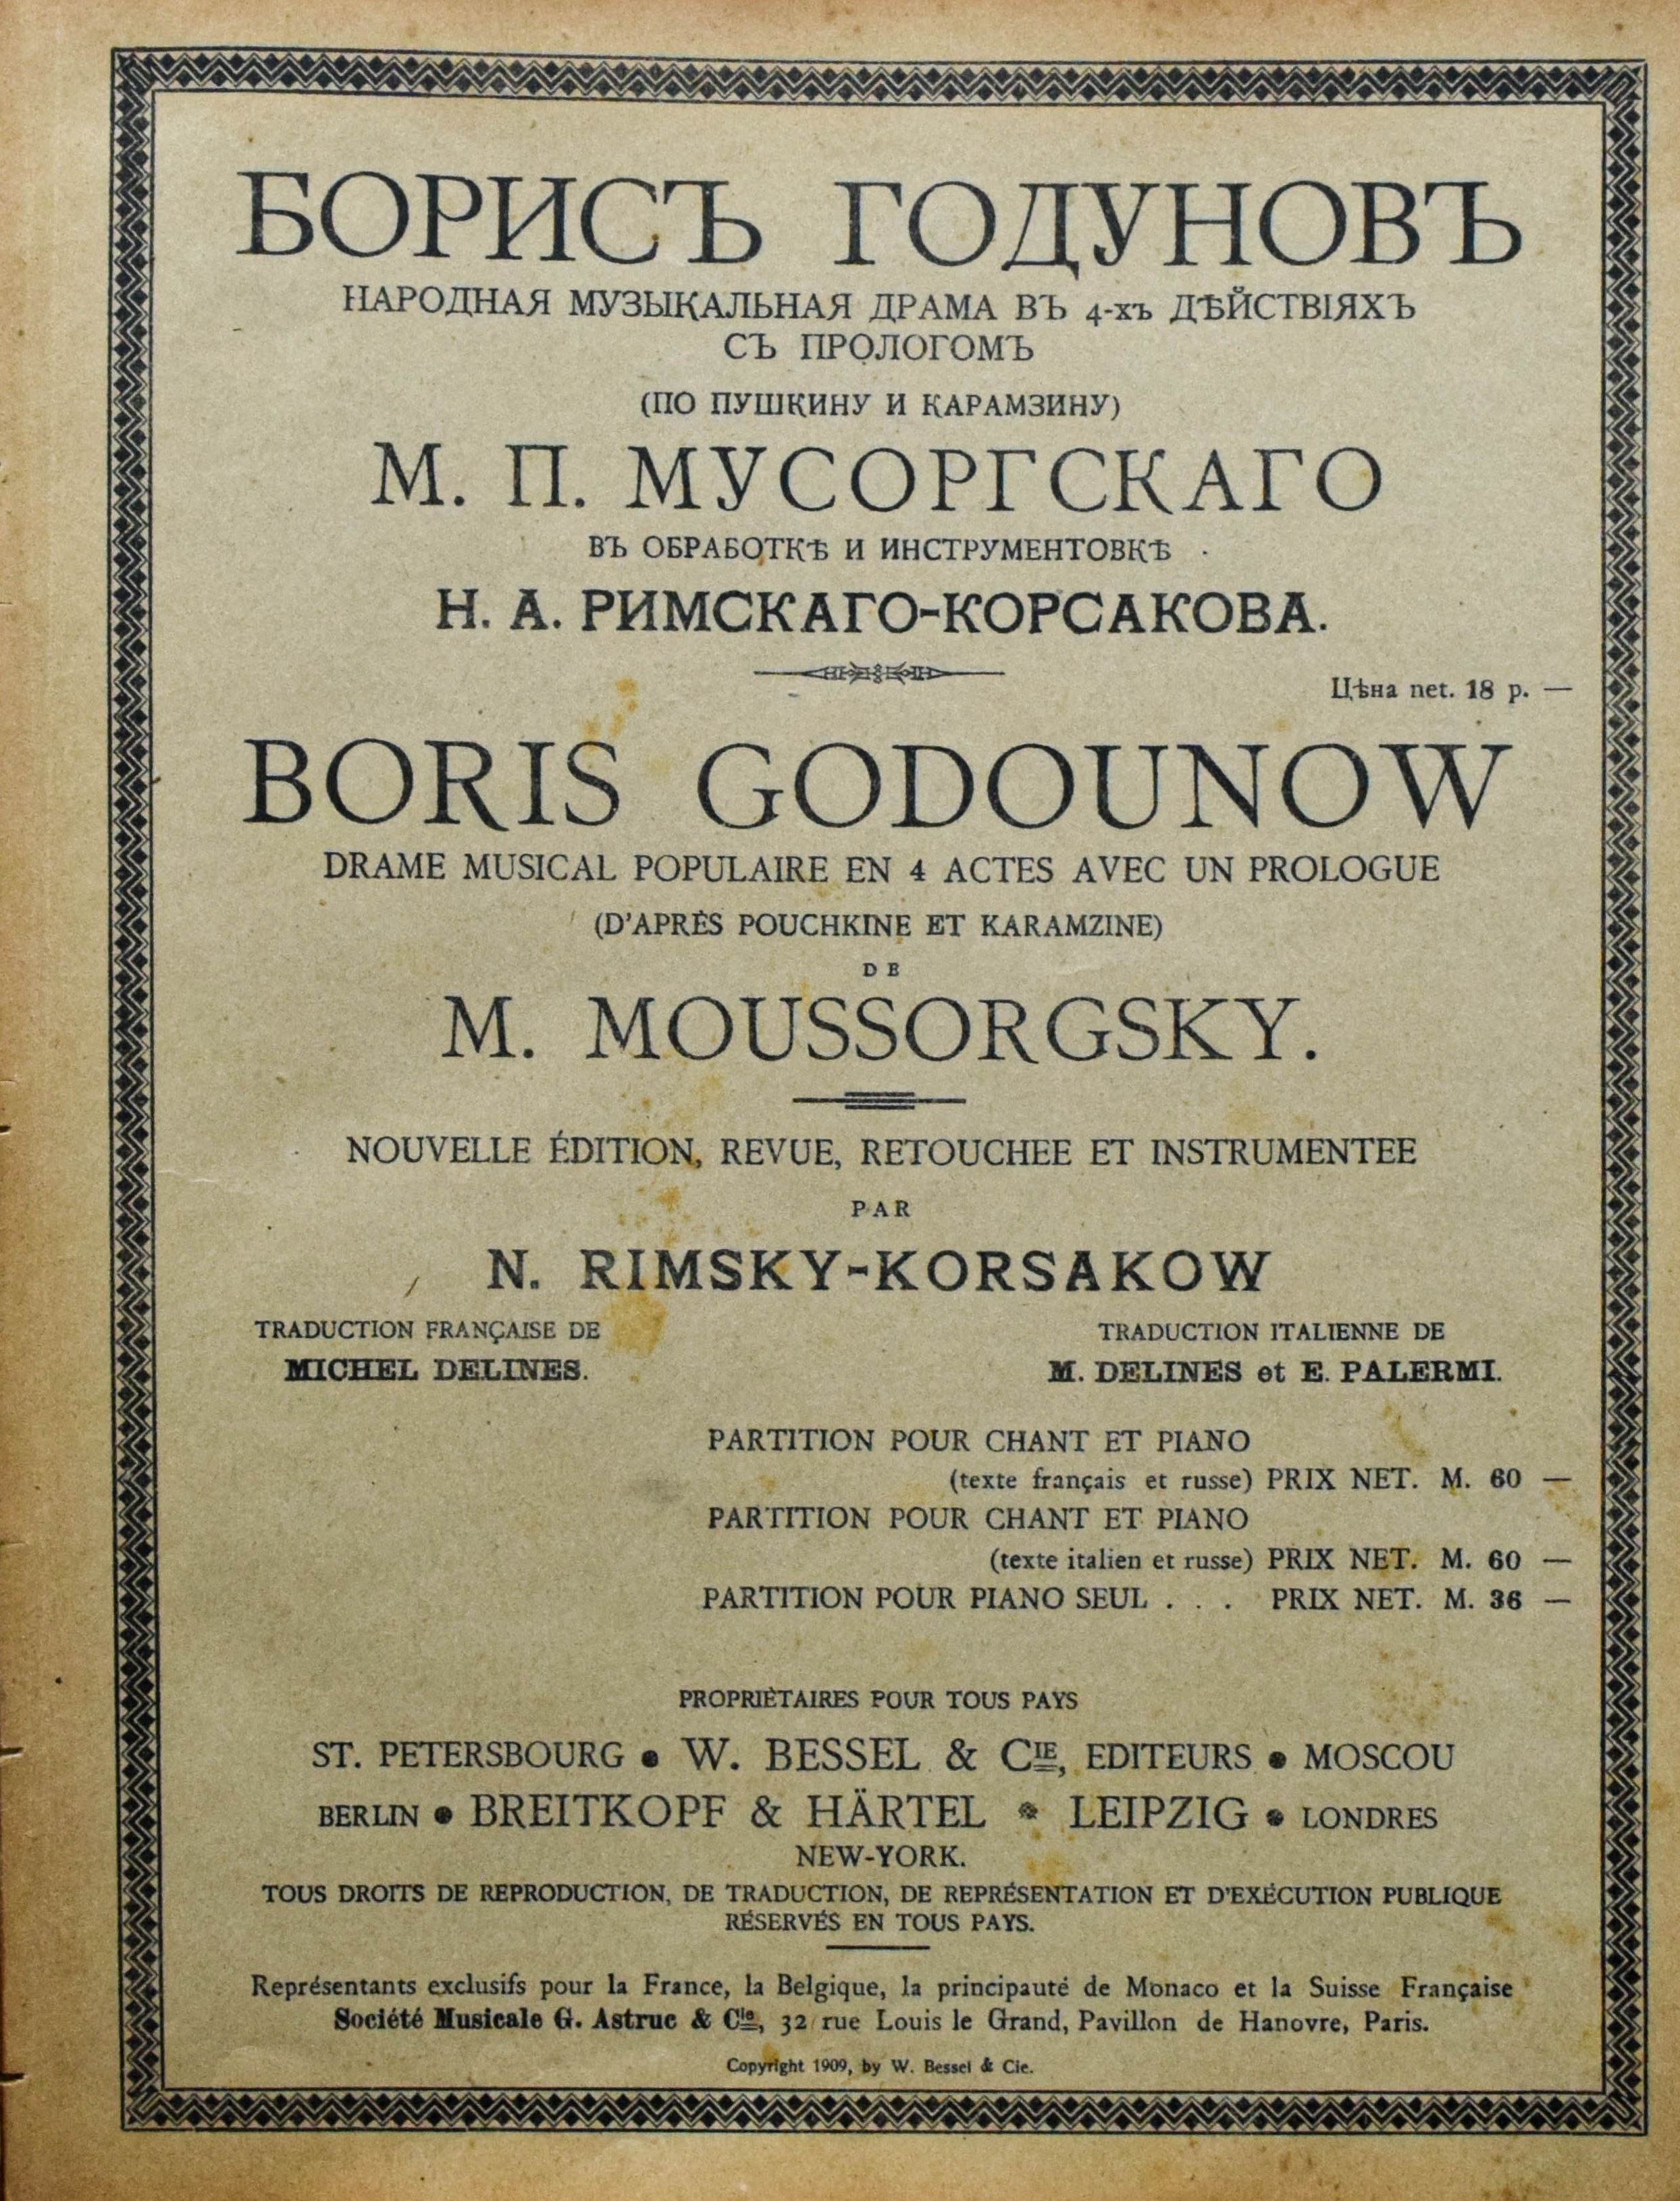 БОРИСЪ ГОДУНОВЪ
НАРОДНАЯ МУЗЫКАЛЬНАЯ ДРАМА ВЪ 4-хъ ДѢЙСТВІЯХЪ
СЪ ПРОЛОГОМЪ
(ПО ПУШКИНУ И КАРАМЗИНУ)
М. П. МУСОРГСКАГО
ВЪ ОБРАБОТКѢ И ИНСТРУМЕНТОВКѢ
Н. А. РИМСКАГО-КОРСАКОВА.
Цѣна net. 18 р. —
BORIS GODOUNOW
DRAME MUSICAL POPULAIRE EN 4 ACTES AVEC UN PROLOGUE
(D'APRÉS POUCHKINE ET KARAMZINE)
DE
M. MOUSSORGSKY.
NOUVELLE ÉDITION, REVUE, RETOUCHEE ET INSTRUMENTEE
PAR
N. RIMSKY-KORSAKOW
TRADUCTION FRANÇAISE DE
MICHEL DELINES.
TRADUCTION ITALIENNE DE
M. DELINES et E. PALERMI.
PARTITION POUR CHANT ET PIANO
(texte français et russe) PRIX NET. M. 60 —
PARTITION POUR CHANT ET PIANO
(texte italien et russe) PRIX NET. M. 60 —
PARTITION POUR PIANO SEUL . . . PRIX NET. M. 36 —
PROPRIÉTAIRES POUR TOUS PAYS
ST. PETERSBOURG • W. BESSEL & CIE, EDITEURS • MOSCOU
BERLIN • BREITKOPF & HÄRTEL • LEIPZIG • LONDRES
NEW-YORK.
TOUS DROITS DE REPRODUCTION, DE TRADUCTION, DE REPRÉSENTATION ET D'EXÉCUTION PUBLIQUE
RÉSERVÉS EN TOUS PAYS.
Représentants exclusifs pour la France, la Belgique, la principauté de Monaco et la Suisse Française
Société Musicale G. Astruc & Cie, 32 rue Louis le Grand, Pavillon de Hanovre, Paris.
Copyright 1909, by W. Bessel & Cie.